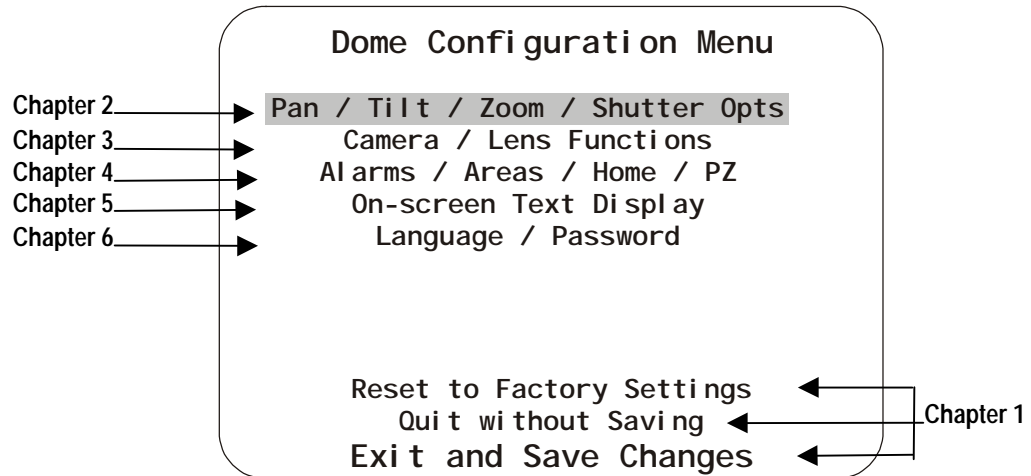 Dome Configuration Menu
Chapter 2 Pan / Tilt / Zoom / Shutter Opts
Chapter 3 Camera / Lens Functions
Chapter 4 Alarms / Areas / Home / PZ
Chapter 5 On-screen Text Display
Chapter 6 Language / Password
Reset to Factory Settings
Quit without Saving Chapter 1
Exit and Save Changes